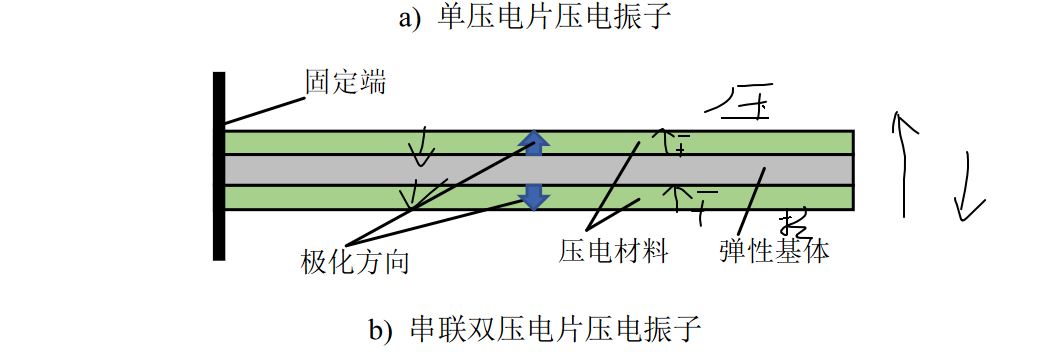 a) 单压电片压电振子
固定端
压
- +
- +
拉
极化方向
压电材料
弹性基体
b) 串联双压电片压电振子